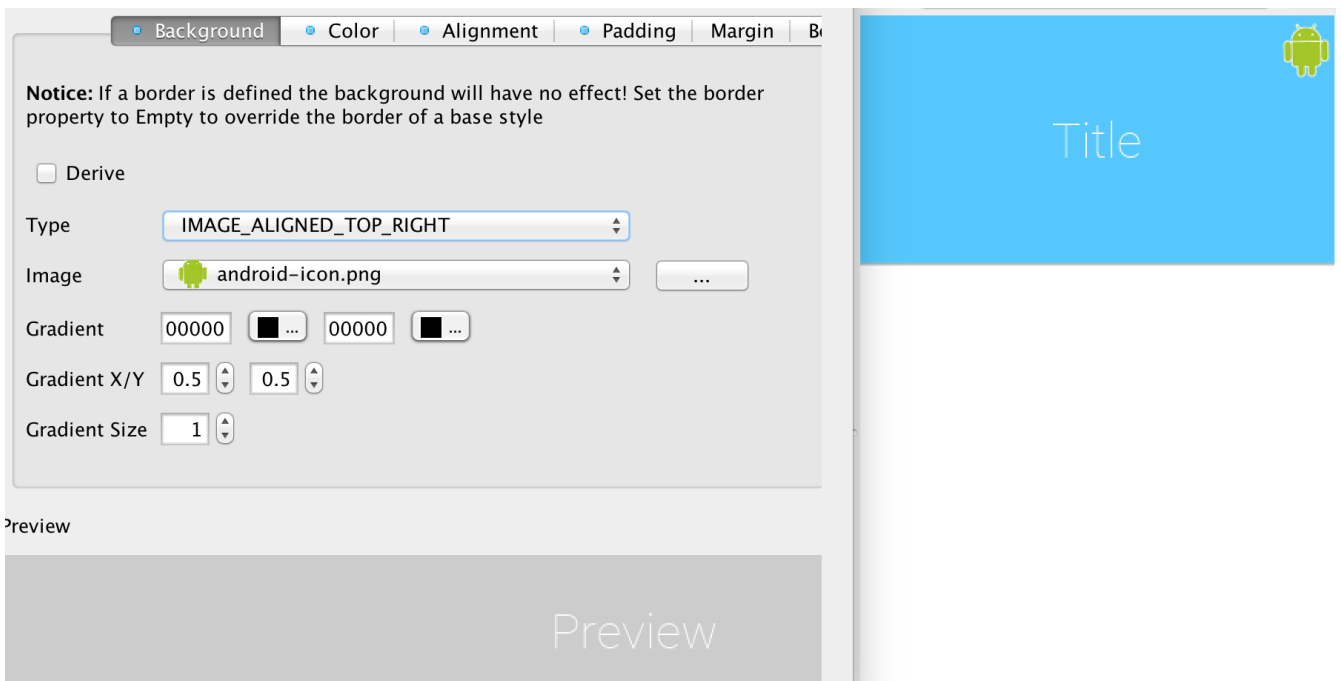 Background Color Alignment Padding Margin
Title
Notice: If a border is defined the background will have no effect! Set the border
property to Empty to override the border of a base style
Derive
Type IMAGE_ALIGNED_TOP_RIGHT
Image android-icon.png ...
Gradient 00000 ... 00000 ...
Gradient X/Y 0.5 0.5
Gradient Size 1
Preview
Preview